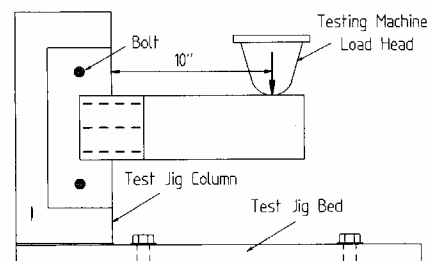 Testing Machine
Load Head
Bolt
10"
Test Jig Column
Test Jig Bed